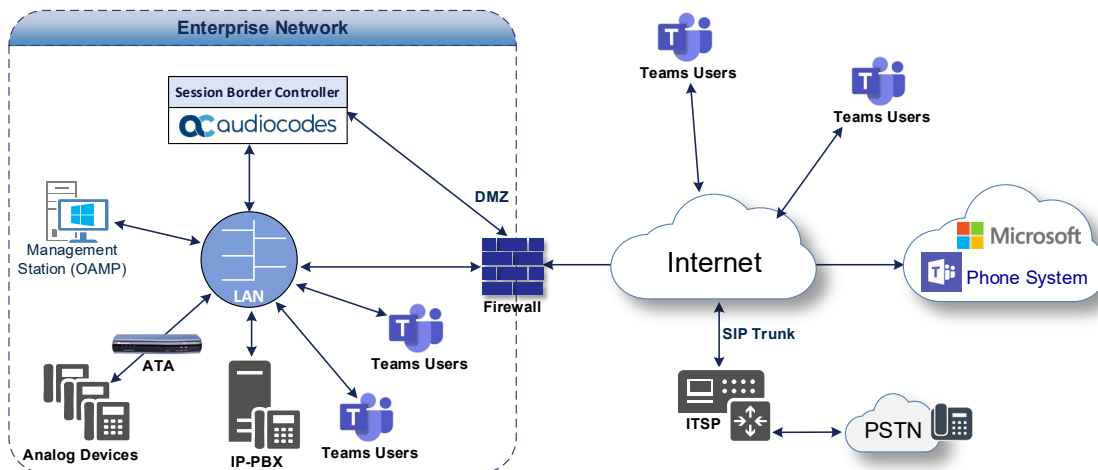 Enterprise Network
Session Border Controller
audiocodes
DMZ
Management
Station (OAMP)
LAN
Firewall
ATA
Teams Users
Analog Devices
IP-PBX
Teams Users
Teams Users
Teams Users
Internet
Microsoft
Phone System
SIP Trunk
ITSP
PSTN